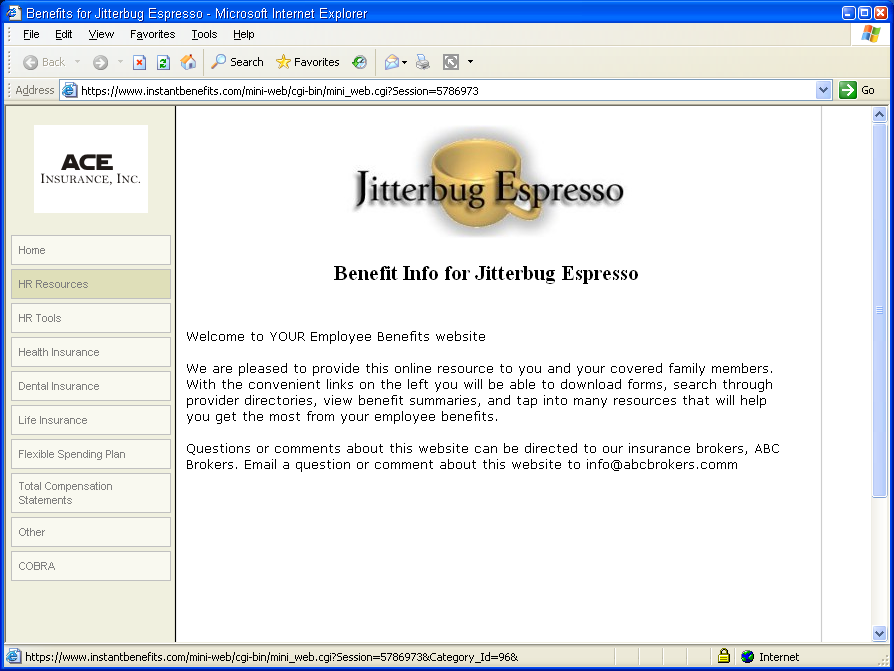 Benefits for Jitterbug Espresso - Microsoft Internet Explorer
File Edit View Favorites Tools Help
Back Search Favorites
Address https://www.instantbenefits.com/mini-web/cgi-bin/mini_web.cgi?Session=5786973 Go
ACE
INSURANCE, INC.
Home
HR Resources
HR Tools
Health Insurance
Dental Insurance
Life Insurance
Flexible Spending Plan
Total Compensation
Statements
Other
COBRA
Jitterbug Espresso
Benefit Info for Jitterbug Espresso
Welcome to YOUR Employee Benefits website
We are pleased to provide this online resource to you and your covered family members.
With the convenient links on the left you will be able to download forms, search through
provider directories, view benefit summaries, and tap into many resources that will help
you get the most from your employee benefits.
Questions or comments about this website can be directed to our insurance brokers, ABC
Brokers. Email a question or comment about this website to info@abcbrokers.comm
https://www.instantbenefits.com/mini-web/cgi-bin/mini_web.cgi?Session=5786973&Category_Id=96& Internet